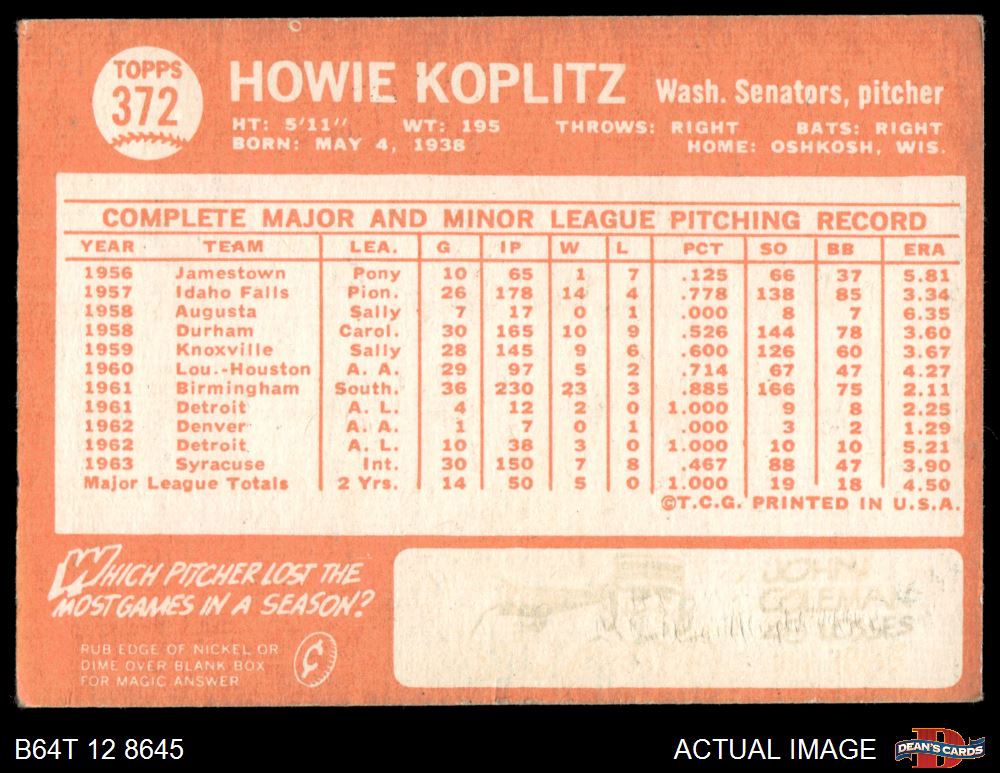 TOPPS
372
HOWIE KOPLITZ Wash. Senators, pitcher
HT: 5'11" WT: 195 THROWS: RIGHT BATS: RIGHT
BORN: MAY 4, 1938 HOME: OSHKOSH, WIS.
COMPLETE MAJOR AND MINOR LEAGUE PITCHING RECORD
YEAR TEAM LEA. G IP W L PCT SO BB ERA
1956 Jamestown Pony 10 65 1 7 .125 66 37 5.81
1957 Idaho Falls Pion. 26 178 14 4 .778 138 85 3.34
1958 Augusta Sally 7 17 0 1 .000 8 7 6.35
1958 Durham Carol. 30 165 10 9 .526 144 78 3.60
1959 Knoxville Sally 28 145 9 6 .600 126 60 3.67
1960 Lou.-Houston A. A. 29 97 5 2 .714 67 47 4.27
1961 Birmingham South. 36 230 23 3 .885 166 75 2.11
1961 Detroit A. L. 4 12 2 0 1.000 9 8 2.25
1962 Denver A. A. 1 7 0 1 .000 3 2 1.29
1962 Detroit A. L. 10 38 3 0 1.000 10 10 5.21
1963 Syracuse Int. 30 150 7 8 .467 88 47 3.90
Major League Totals 2 Yrs. 14 50 5 0 1.000 19 18 4.50
©T.C.G. PRINTED IN U.S.A.
WHICH PITCHER LOST THE
MOST GAMES IN A SEASON?
RUB EDGE OF NICKEL OR
DIME OVER BLANK BOX
FOR MAGIC ANSWER
¢
JOHN
COLEMAN
LOSSES
B64T 12 8645 ACTUAL IMAGE DEAN'S CARDS